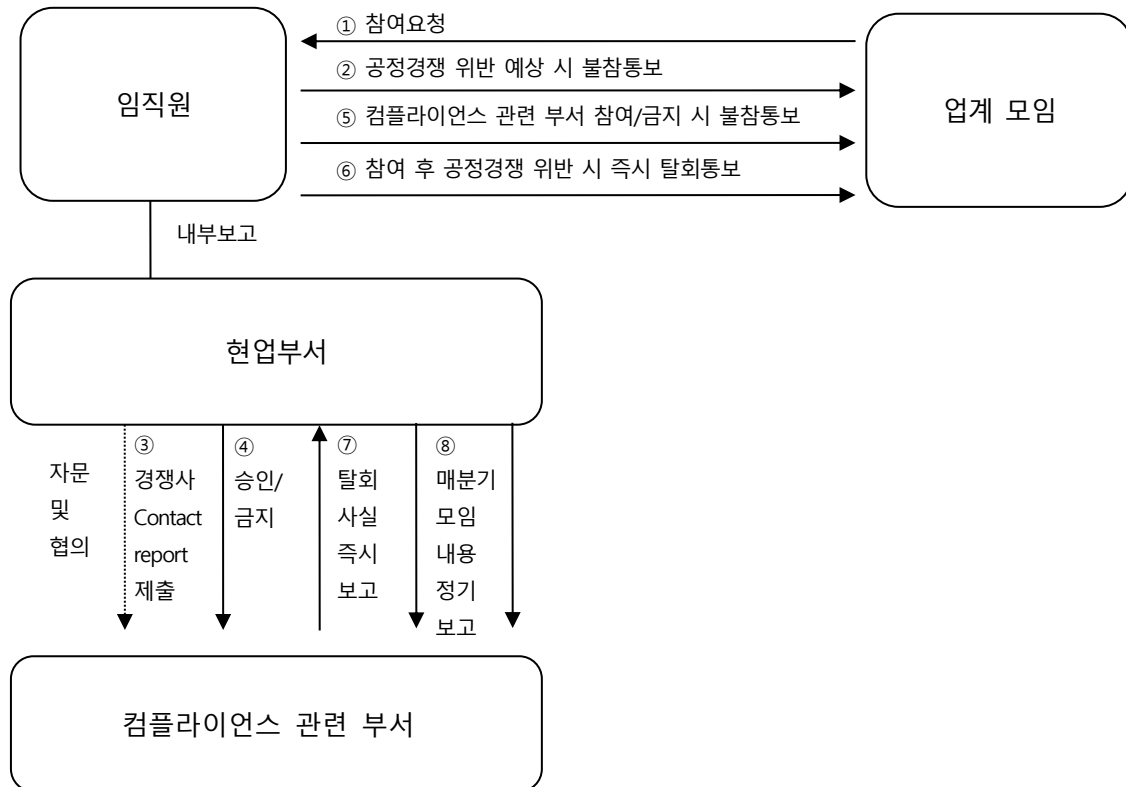 ① 참여요청
② 공정경쟁 위반 예상 시 불참통보
임직원
업계 모임
⑤ 컴플라이언스 관련 부서 참여/금지 시 불참통보
⑥ 참여 후 공정경쟁 위반 시 즉시 탈회통보
내부보고
현업부서
자문
및
협의
③
경쟁사
Contact
report
제출
④
승인/
금지
⑦
탈회
사실
즉시
보고
⑧
매분기
모임
내용
정기
보고
컴플라이언스 관련 부서